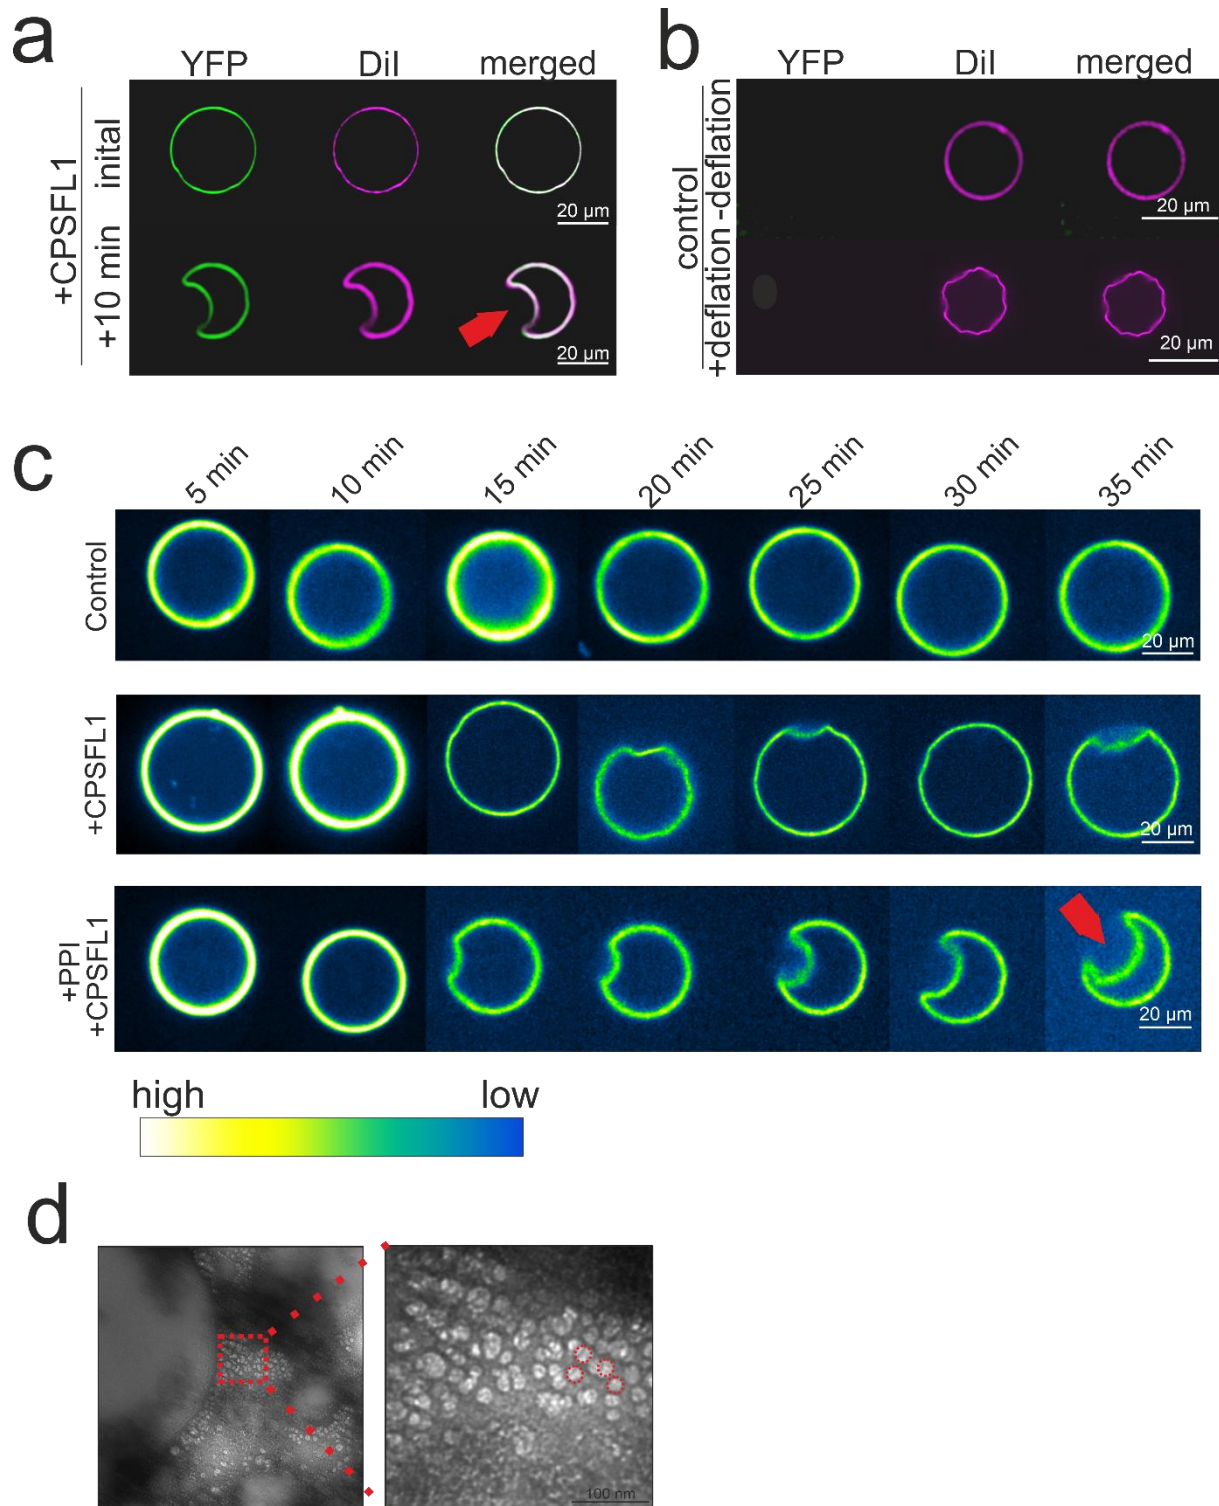 a
YFP DiI merged
+CPSFL1
inital
20 µm
+10 min
20 µm
b
YFP DiI merged
control
-deflation
20 µm
+deflation
20 µm
c
5 min 10 min 15 min 20 min 25 min 30 min 35 min
Control
20 µm
+CPSFL1
20 µm
+PPI
+CPSFL1
20 µm
high low
d
100 nm